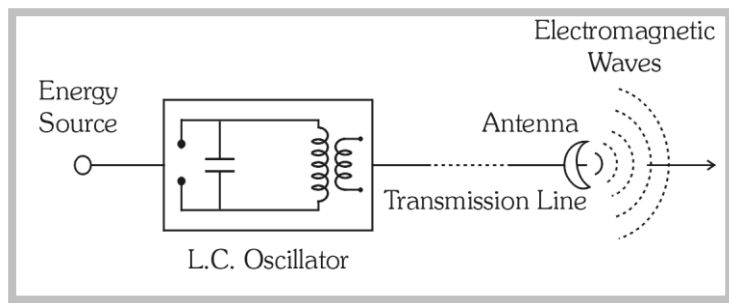 Electromagnetic
Waves
Energy
Source
Antenna
Transmission Line
L.C. Oscillator